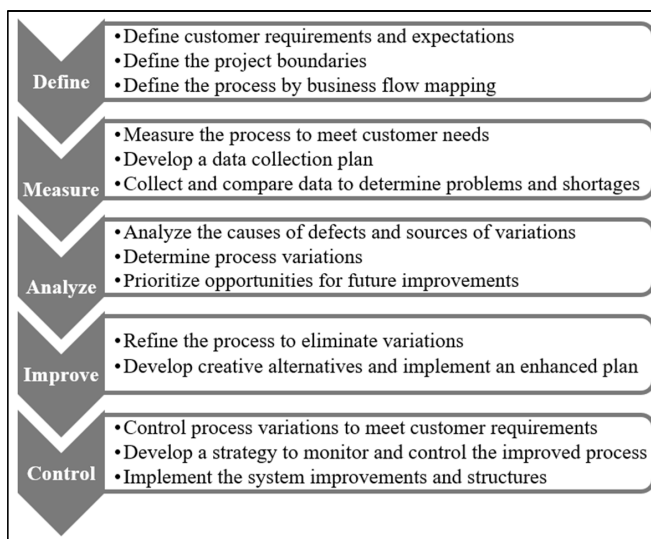 Define
•Define customer requirements and expectations
•Define the project boundaries
•Define the process by business flow mapping
Measure
•Measure the process to meet customer needs
•Develop a data collection plan
•Collect and compare data to determine problems and shortages
Analyze
•Analyze the causes of defects and sources of variations
•Determine process variations
•Prioritize opportunities for future improvements
Improve
•Refine the process to eliminate variations
•Develop creative alternatives and implement an enhanced plan
Control
•Control process variations to meet customer requirements
•Develop a strategy to monitor and control the improved process
•Implement the system improvements and structures